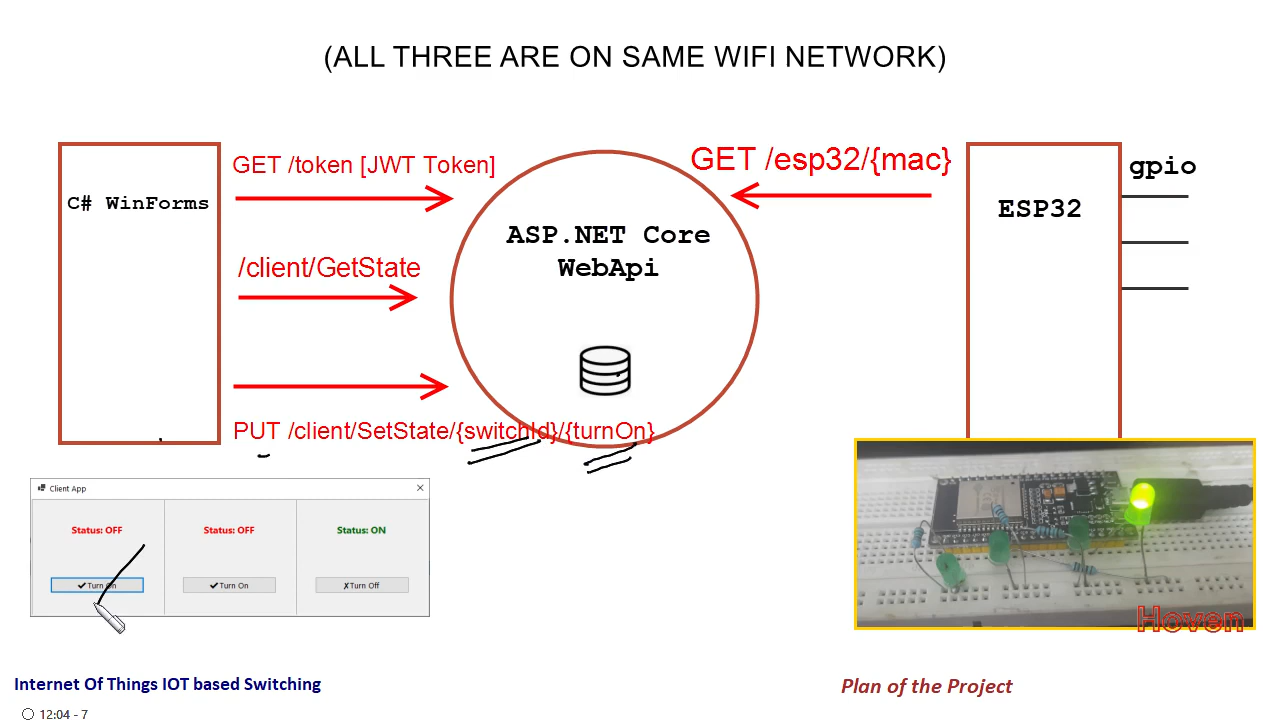 (ALL THREE ARE ON SAME WIFI NETWORK)
GET /token [JWT Token]
GET /esp32/{mac}
gpio
C# WinForms
ESP32
ASP.NET Core
WebApi
/client/GetState
PUT /client/SetState/{switchId}/{turnOn}
Client App
Status: OFF
Status: OFF
Status: ON
✔Turn On
✔Turn On
✗Turn Off
Hoven
Internet Of Things IOT based Switching
Plan of the Project
12:04 - 7